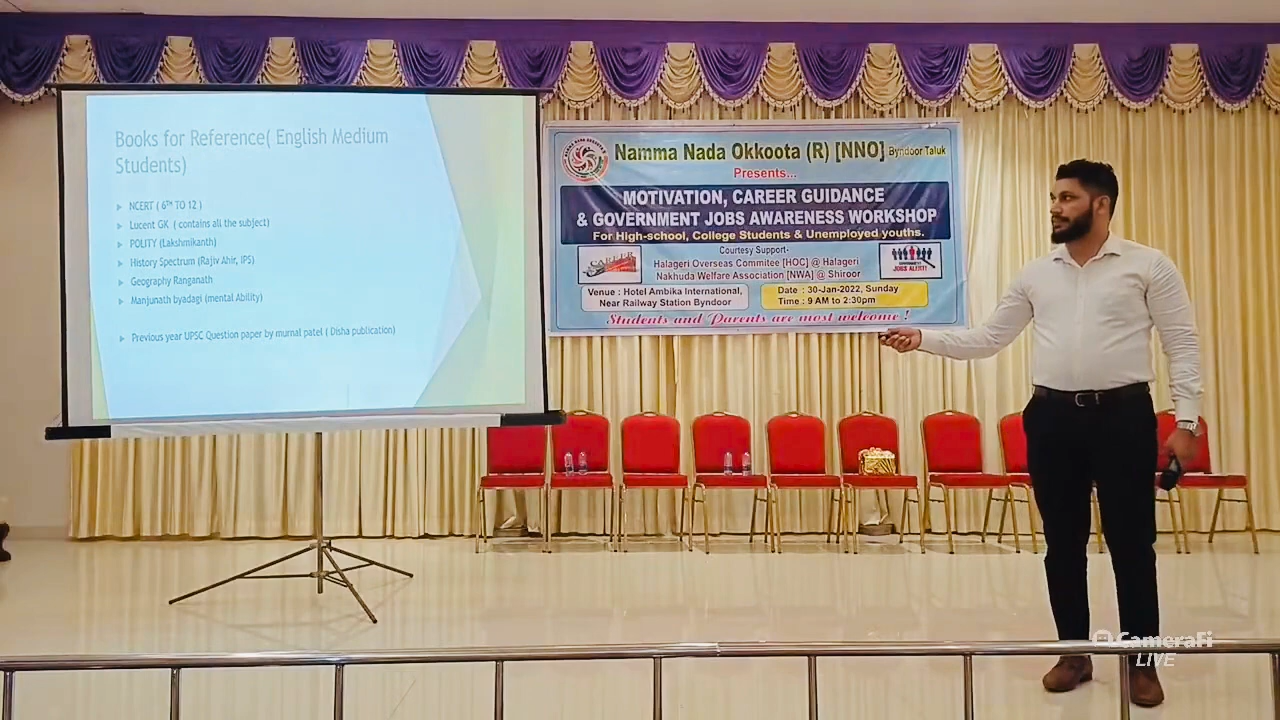 Books for Reference( English Medium
Students)
NCERT ( 6TH TO 12 )
Lucent GK ( contains all the subject)
POLITY (Lakshmikanth)
History Spectrum (Rajiv Ahir, IPS)
Geography Ranganath
Manjunath byadagi (mental Ability)
Previous year UPSC Question paper by murnal patel ( Disha publication)
Namma Nada Okkoota (R) [NNO] Byndoor Taluk
Presents...
MOTIVATION, CAREER GUIDANCE
& GOVERNMENT JOBS AWARENESS WORKSHOP
For High-school, College Students & Unemployed youths.
Courtesy Support-
Halageri Overseas Commitee [HOC] @ Halageri
Nakhuda Welfare Association [NWA] @ Shiroor
CAREER
GOVERNMENT
JOBS ALERT!
Venue : Hotel Ambika International,
Near Railway Station Byndoor
Date : 30-Jan-2022, Sunday
Time : 9 AM to 2:30pm
Students and Parents are most welcome !
CameraFi
LIVE